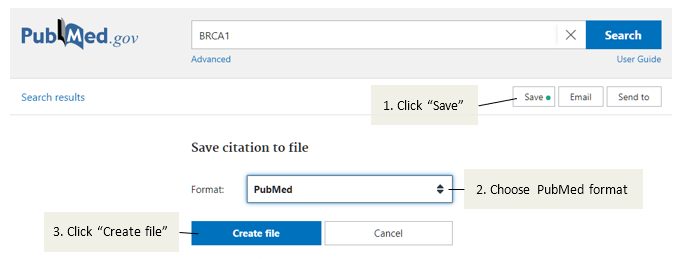 PubMed.gov
BRCA1
Search
Advanced
User Guide
Search results
1. Click “Save”
Save
Email
Send to
Save citation to file
Format:
PubMed
2. Choose PubMed format
3. Click “Create file”
Create file
Cancel